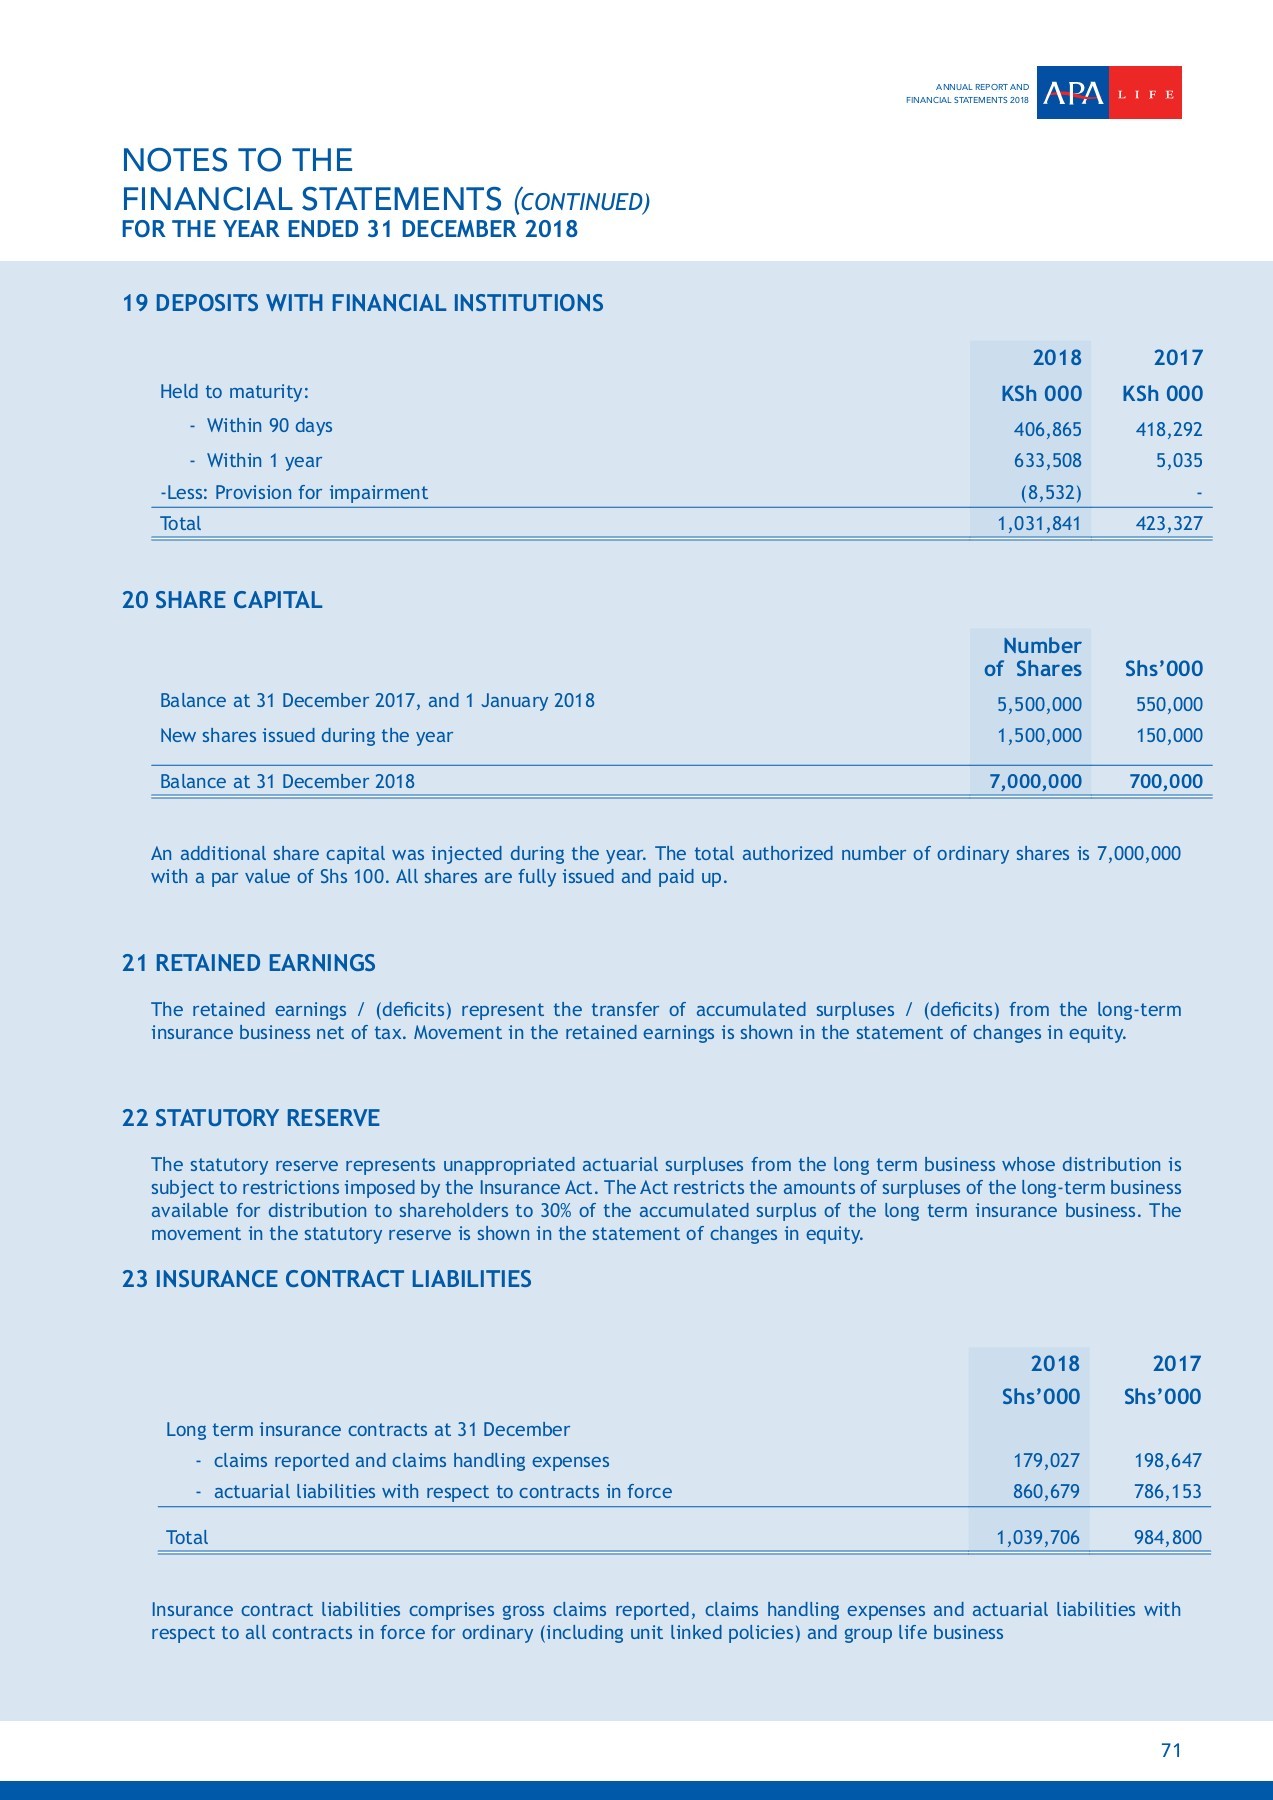 ANNUAL REPORT AND
FINANCIAL STATEMENTS 2018
APA LIFE
NOTES TO THE
FINANCIAL STATEMENTS (CONTINUED)
FOR THE YEAR ENDED 31 DECEMBER 2018
19 DEPOSITS WITH FINANCIAL INSTITUTIONS
2018 2017
Held to maturity: KSh 000 KSh 000
- Within 90 days 406,865 418,292
- Within 1 year 633,508 5,035
-Less: Provision for impairment (8,532) -
Total 1,031,841 423,327
20 SHARE CAPITAL
Number
of Shares Shs’000
Balance at 31 December 2017, and 1 January 2018 5,500,000 550,000
New shares issued during the year 1,500,000 150,000
Balance at 31 December 2018 7,000,000 700,000
An additional share capital was injected during the year. The total authorized number of ordinary shares is 7,000,000
with a par value of Shs 100. All shares are fully issued and paid up.
21 RETAINED EARNINGS
The retained earnings / (deficits) represent the transfer of accumulated surpluses / (deficits) from the long-term
insurance business net of tax. Movement in the retained earnings is shown in the statement of changes in equity.
22 STATUTORY RESERVE
The statutory reserve represents unappropriated actuarial surpluses from the long term business whose distribution is
subject to restrictions imposed by the Insurance Act. The Act restricts the amounts of surpluses of the long-term business
available for distribution to shareholders to 30% of the accumulated surplus of the long term insurance business. The
movement in the statutory reserve is shown in the statement of changes in equity.
23 INSURANCE CONTRACT LIABILITIES
2018 2017
Shs’000 Shs’000
Long term insurance contracts at 31 December
- claims reported and claims handling expenses 179,027 198,647
- actuarial liabilities with respect to contracts in force 860,679 786,153
Total 1,039,706 984,800
Insurance contract liabilities comprises gross claims reported, claims handling expenses and actuarial liabilities with
respect to all contracts in force for ordinary (including unit linked policies) and group life business
71